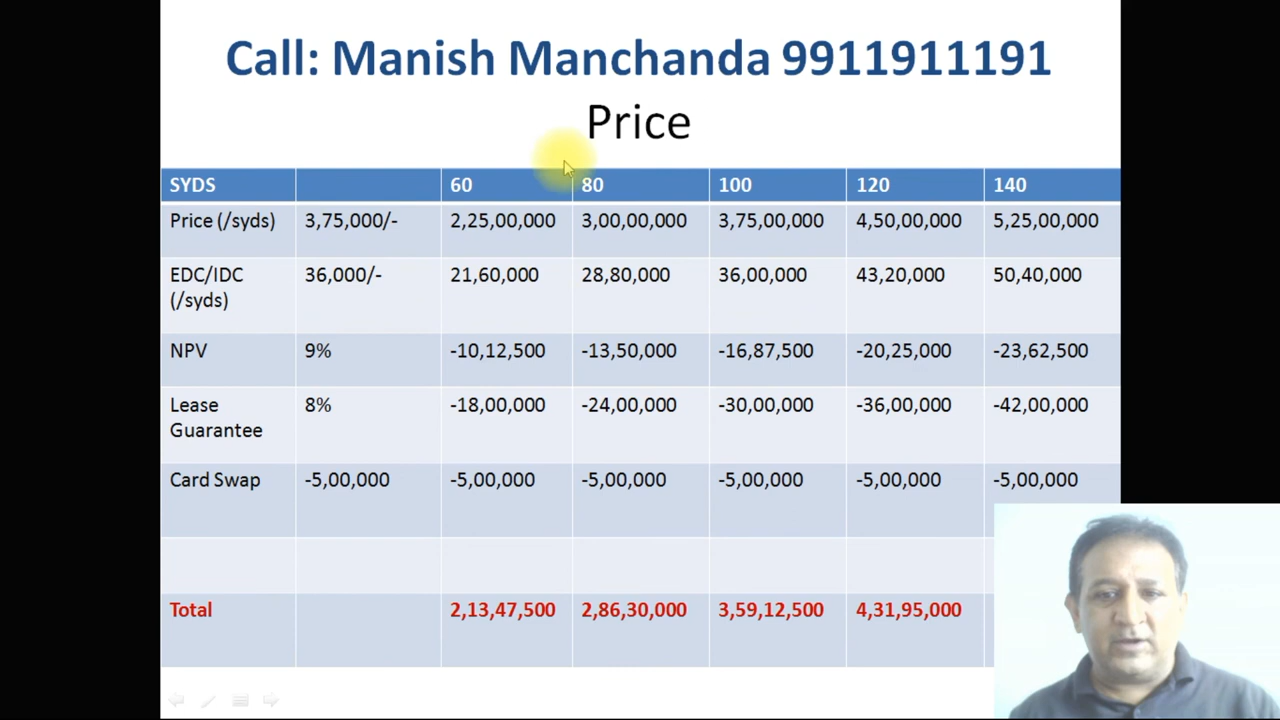 Call: Manish Manchanda 9911911191
Price
SYDS 60 80 100 120 140
Price (/syds) 3,75,000/- 2,25,00,000 3,00,00,000 3,75,00,000 4,50,00,000 5,25,00,000
EDC/IDC (/syds) 36,000/- 21,60,000 28,80,000 36,00,000 43,20,000 50,40,000
NPV 9% -10,12,500 -13,50,000 -16,87,500 -20,25,000 -23,62,500
Lease Guarantee 8% -18,00,000 -24,00,000 -30,00,000 -36,00,000 -42,00,000
Card Swap -5,00,000 -5,00,000 -5,00,000 -5,00,000 -5,00,000 -5,00,000
Total 2,13,47,500 2,86,30,000 3,59,12,500 4,31,95,000